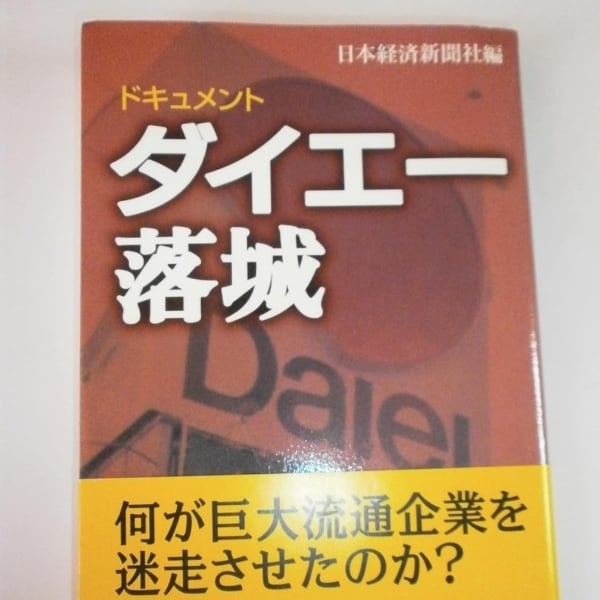 日本経済新聞社編
ドキュメント
ダイエー
落城
Daiei
何が巨大流通企業を
迷走させたのか?